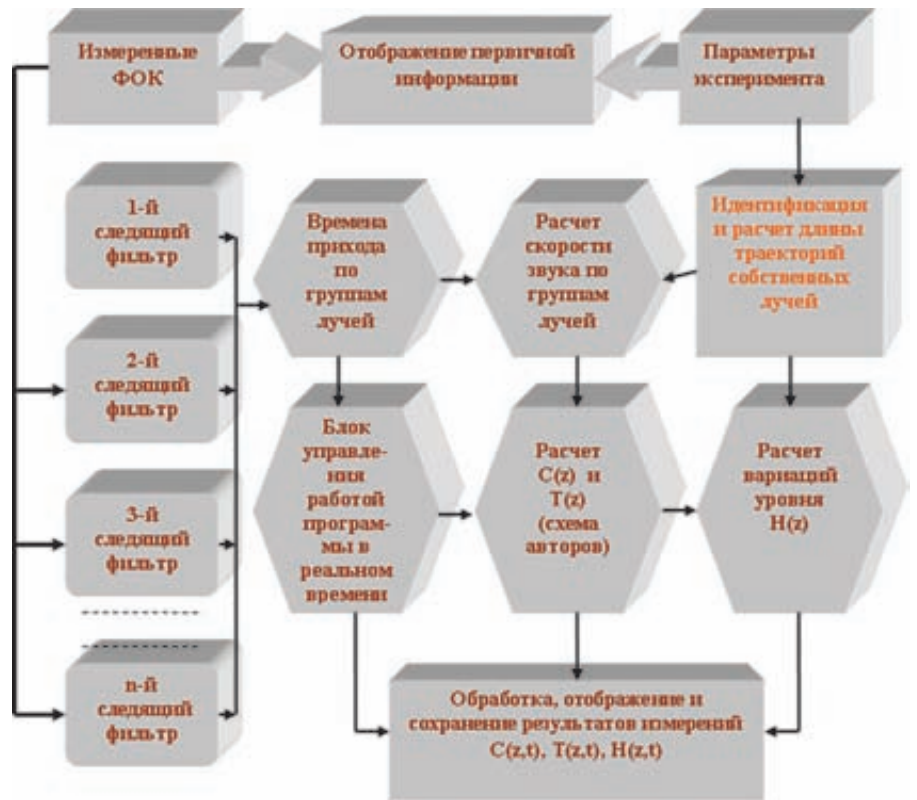 Измеренные
ФОК
Отображение первичной
информации
Параметры
эксперимента
1-й
следящий
фильтр
Времена
прихода
по
группам
лучей
Расчет
скорости
звука по
группам
лучей
Идентификация
и расчет длины
траекторий
собственных
лучей
2-й
следящий
фильтр
Блок
управле-
ния
работой
програм-
мы в
реальном
времени
Расчет
C(z) и
T(z)
(схема
авторов)
Расчет
вариаций
уровня
H(z)
3-й
следящий
фильтр
n-й
следящий
фильтр
Обработка, отображение и
сохранение результатов измерений
C(z,t), T(z,t), H(z,t)